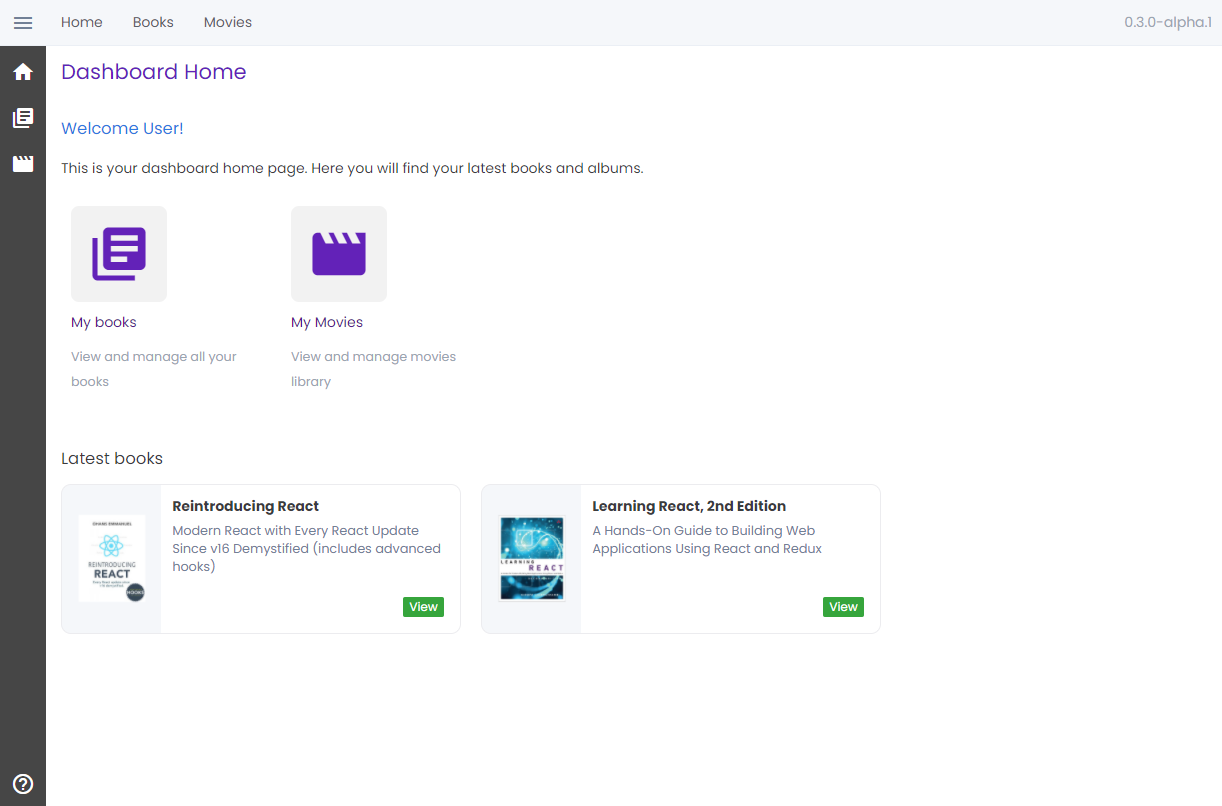 Home Books Movies 0.3.0-alpha.1
Dashboard Home
Welcome User!
This is your dashboard home page. Here you will find your latest books and albums.
My books
View and manage all your
books
My Movies
View and manage movies
library
Latest books
REINTRODUCING
REACT
HOOKS
Reintroducing React
Modern React with Every React Update
Since v16 Demystified (includes advanced
hooks)
View
LEARNING
REACT
Learning React, 2nd Edition
A Hands-On Guide to Building Web
Applications Using React and Redux
View